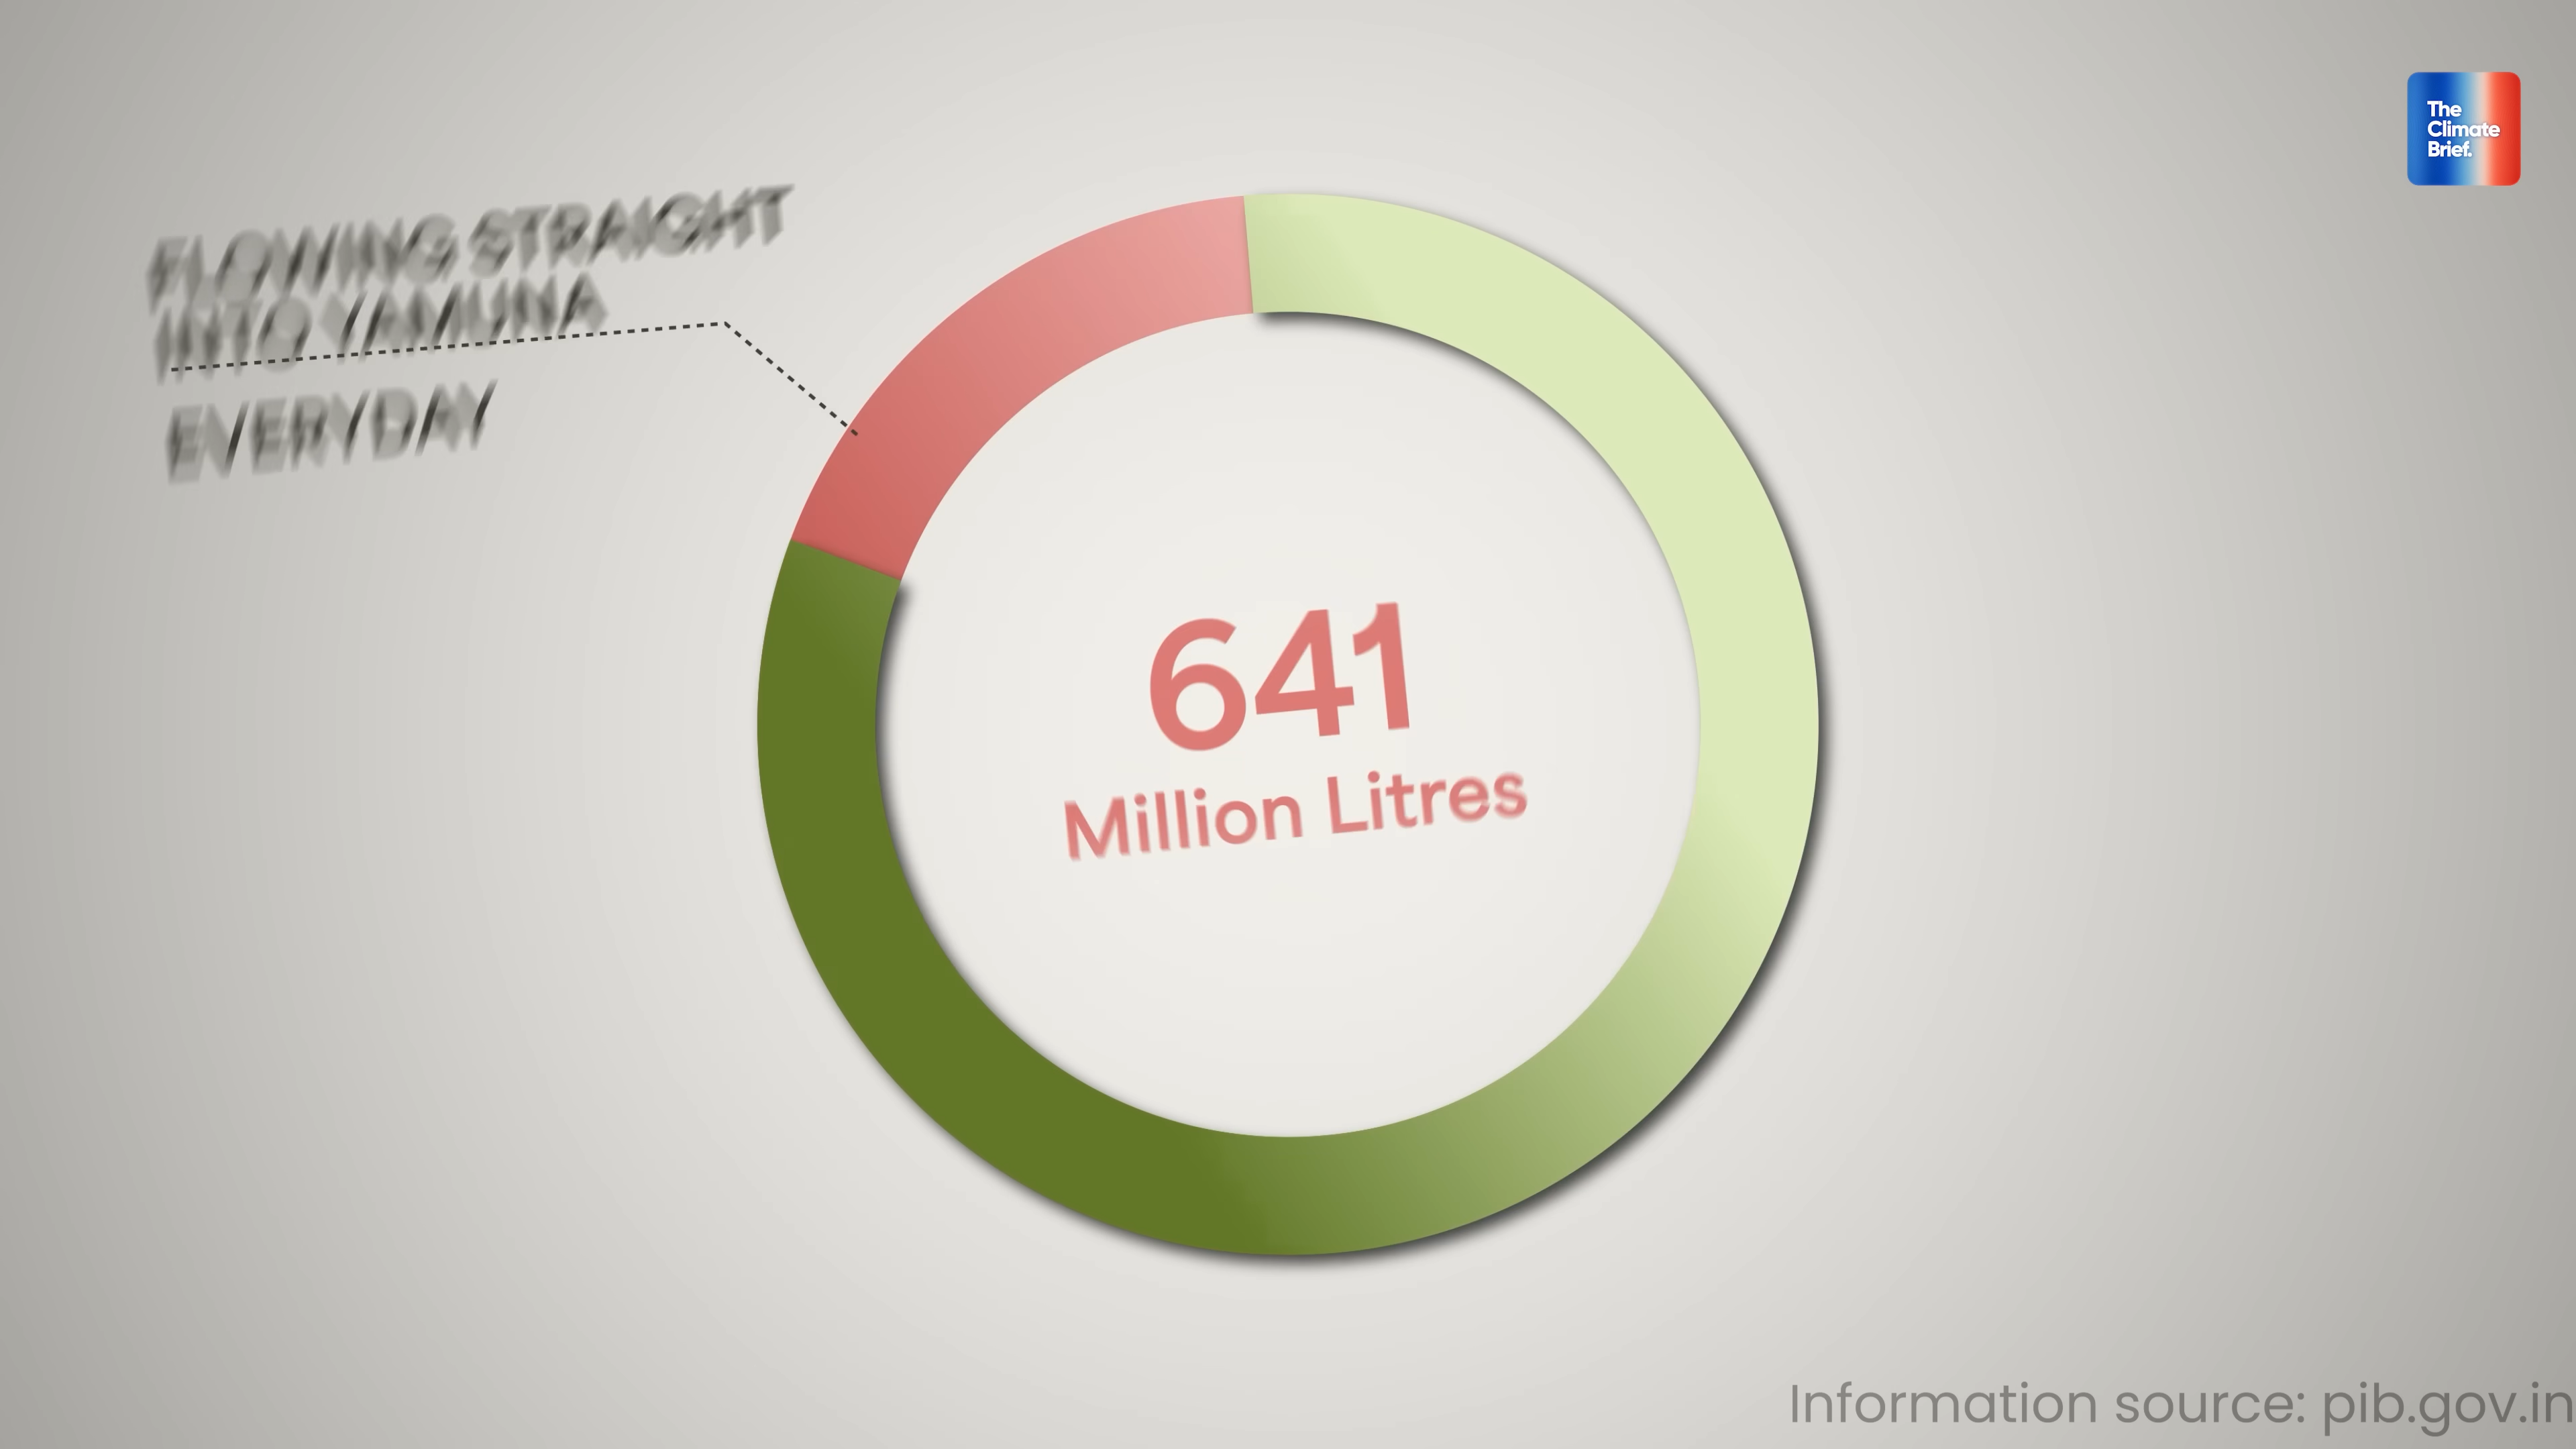 The
Climate
Brief.
FLOWING STRAIGHT
INTO YAMUNA
EVERYDAY
641
Million Litres
Information source: pib.gov.in